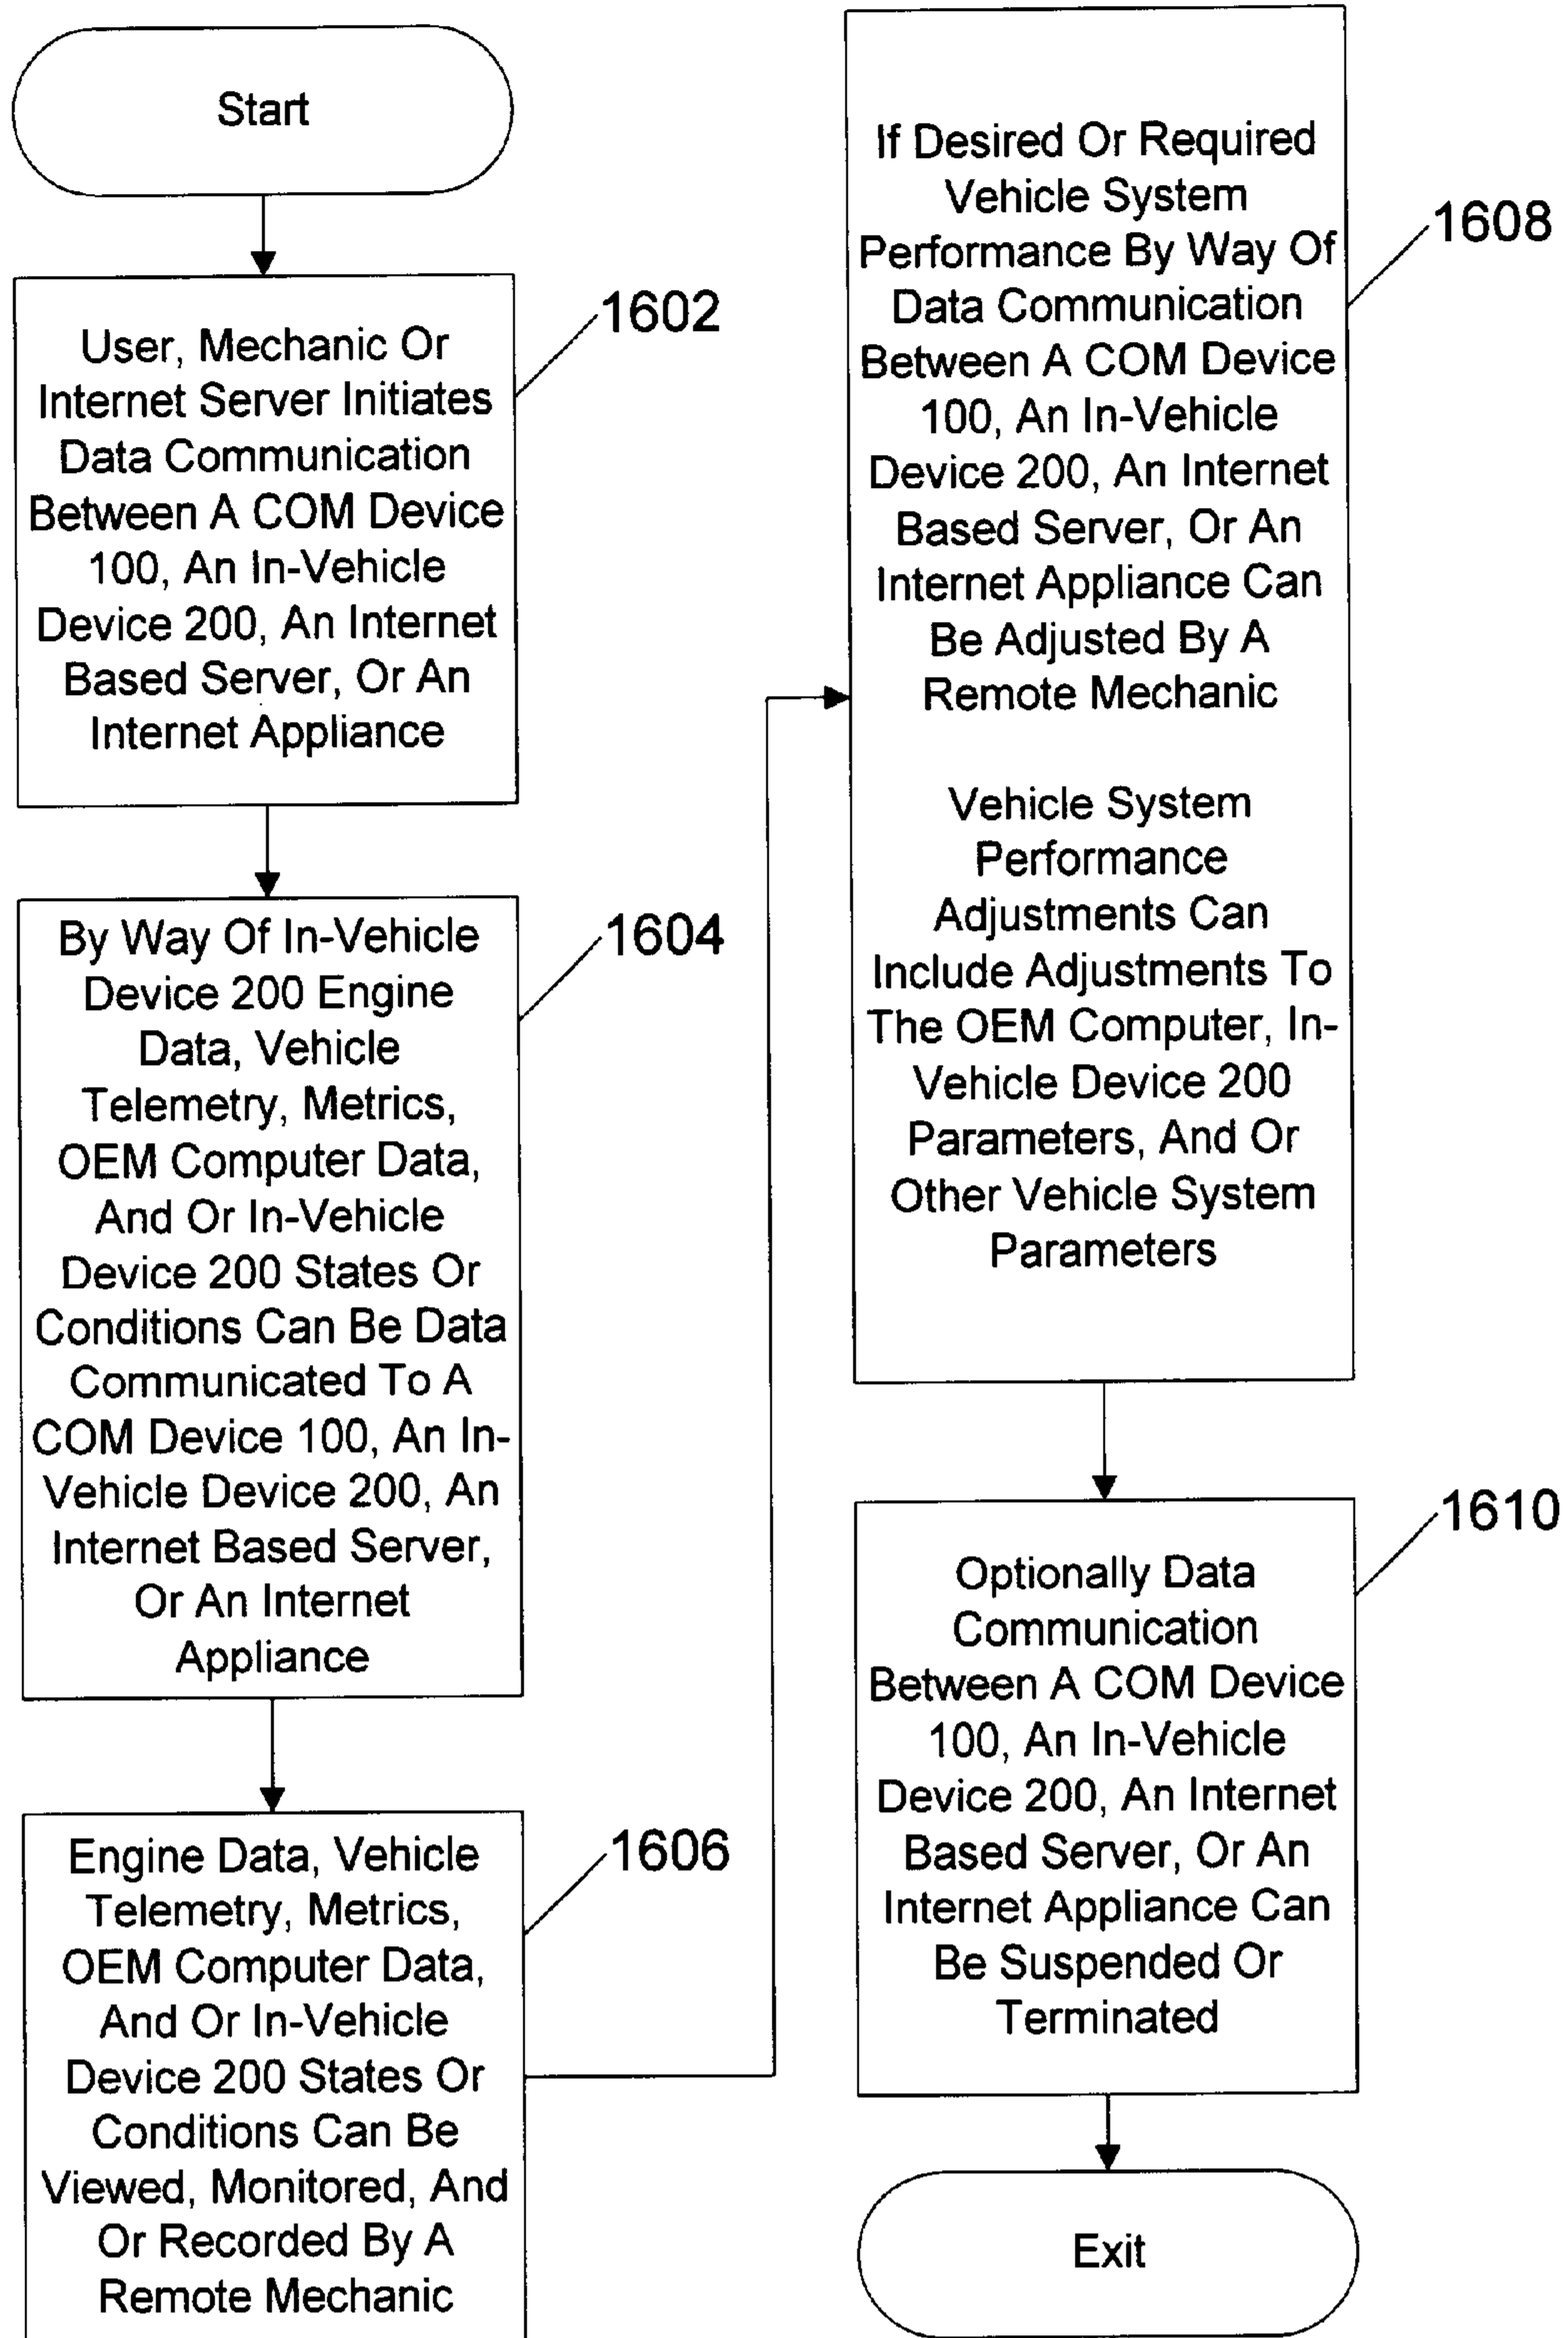 Start
User, Mechanic Or
Internet Server Initiates
Data Communication
Between A COM Device
100, An In-Vehicle
Device 200, An Internet
Based Server, Or An
Internet Appliance
1602
By Way Of In-Vehicle
Device 200 Engine
Data, Vehicle
Telemetry, Metrics,
OEM Computer Data,
And Or In-Vehicle
Device 200 States Or
Conditions Can Be Data
Communicated To A
COM Device 100, An In-
Vehicle Device 200, An
Internet Based Server,
Or An Internet
Appliance
1604
Engine Data, Vehicle
Telemetry, Metrics,
OEM Computer Data,
And Or In-Vehicle
Device 200 States Or
Conditions Can Be
Viewed, Monitored, And
Or Recorded By A
Remote Mechanic
1606
If Desired Or Required
Vehicle System
Performance By Way Of
Data Communication
Between A COM Device
100, An In-Vehicle
Device 200, An Internet
Based Server, Or An
Internet Appliance Can
Be Adjusted By A
Remote Mechanic
Vehicle System
Performance
Adjustments Can
Include Adjustments To
The OEM Computer, In-
Vehicle Device 200
Parameters, And Or
Other Vehicle System
Parameters
1608
Optionally Data
Communication
Between A COM Device
100, An In-Vehicle
Device 200, An Internet
Based Server, Or An
Internet Appliance Can
Be Suspended Or
Terminated
1610
Exit